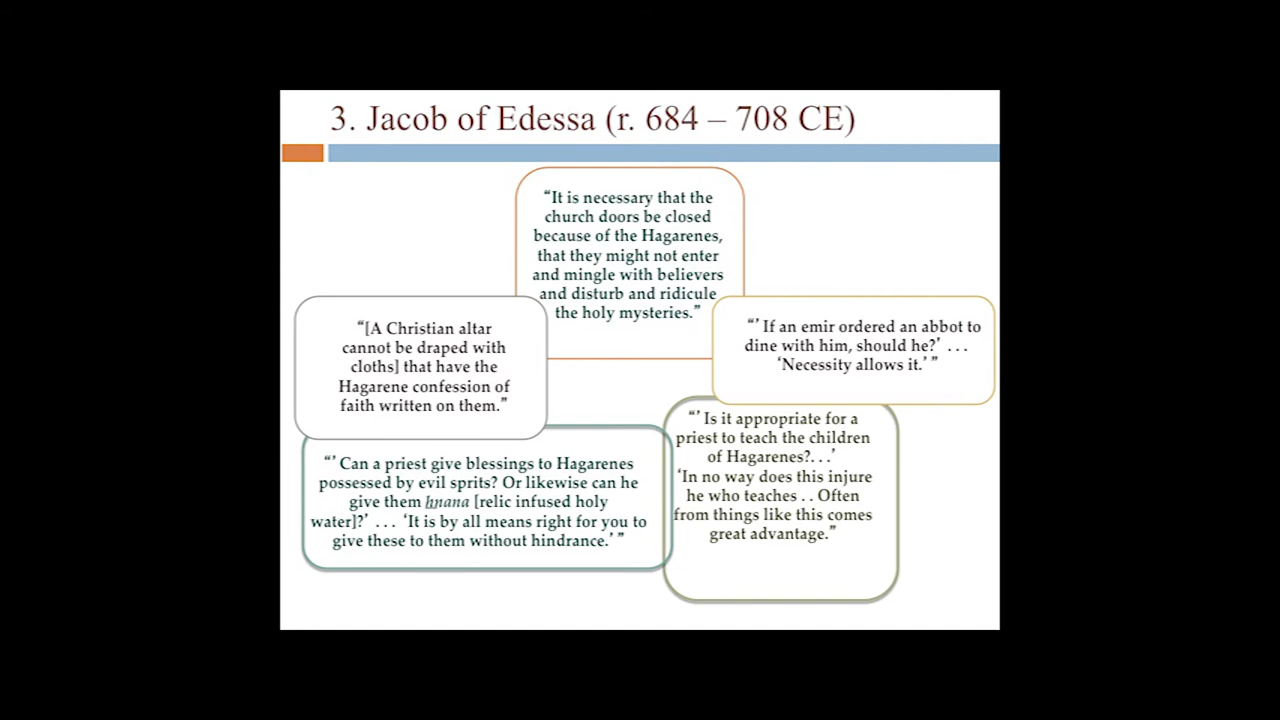 3. Jacob of Edessa (r. 684 – 708 CE)
“It is necessary that the
church doors be closed
because of the Hagarenes,
that they might not enter
and mingle with believers
and disturb and ridicule
the holy mysteries.”
“[A Christian altar
cannot be draped with
cloths] that have the
Hagarene confession of
faith written on them.”
“’ If an emir ordered an abbot to
dine with him, should he?’ . . .
‘Necessity allows it.’ ”
“’ Can a priest give blessings to Hagarenes
possessed by evil sprits? Or likewise can he
give them ḥnana [relic infused holy
water]?’ . . . ‘It is by all means right for you to
give these to them without hindrance.’ ”
“’ Is it appropriate for a
priest to teach the children
of Hagarenes?. . .’
‘In no way does this injure
he who teaches . . Often
from things like this comes
great advantage.”